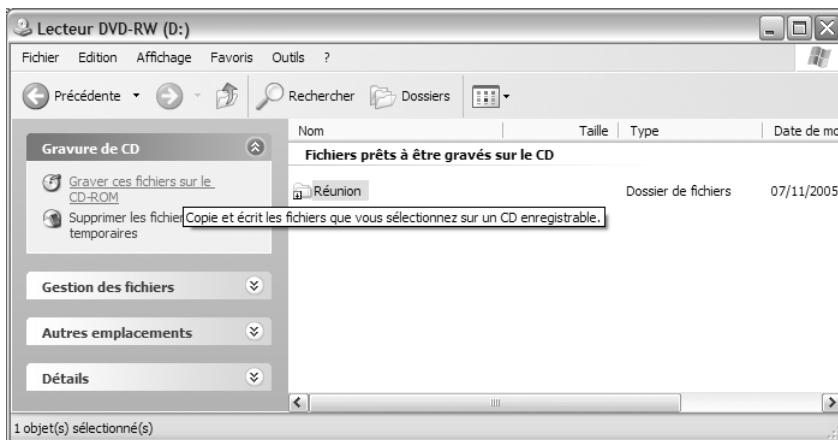 Lecteur DVD-RW (D:)
Fichier Edition Affichage Favoris Outils ?
Précédente Rechercher Dossiers
Nom Taille Type Date de mo
Gravure de CD
Fichiers prêts à être gravés sur le CD
Graver ces fichiers sur le
CD-ROM
Réunion Dossier de fichiers 07/11/2005
Supprimer les fichier
temporaires
Copie et écrit les fichiers que vous sélectionnez sur un CD enregistrable.
Gestion des fichiers
Autres emplacements
Détails
1 objet(s) sélectionné(s)